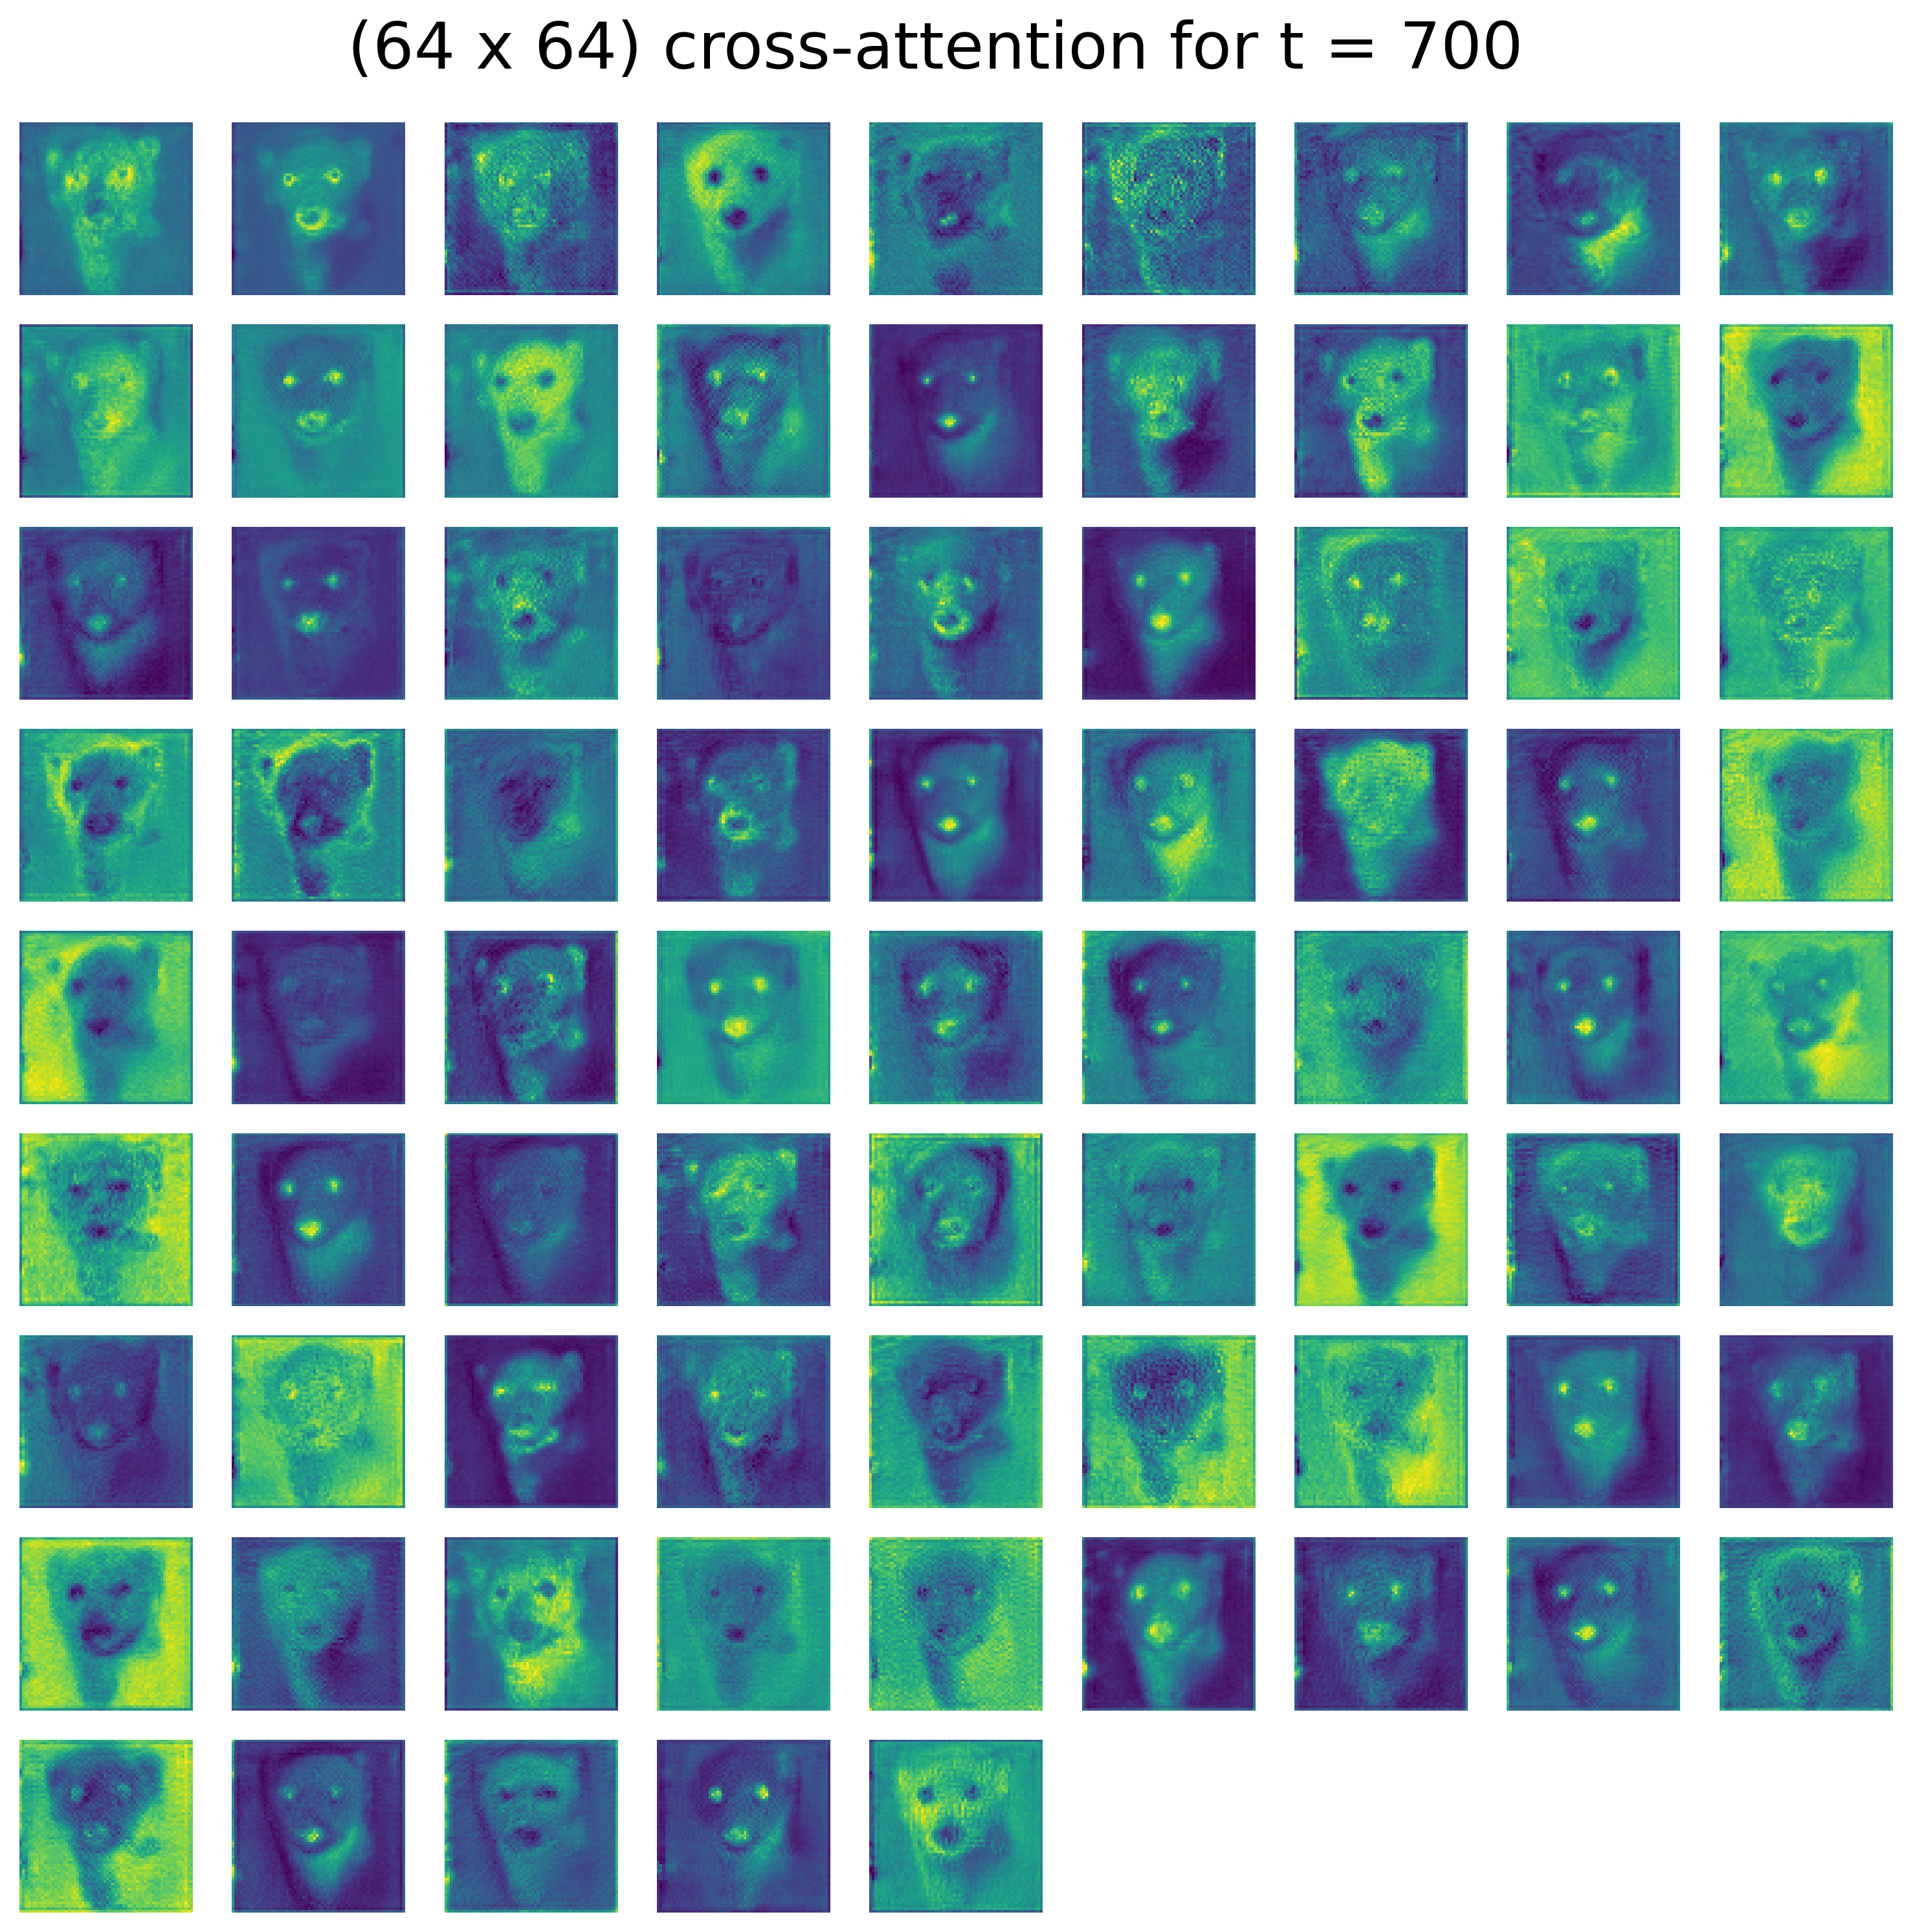 (64 x 64) cross-attention for t = 700